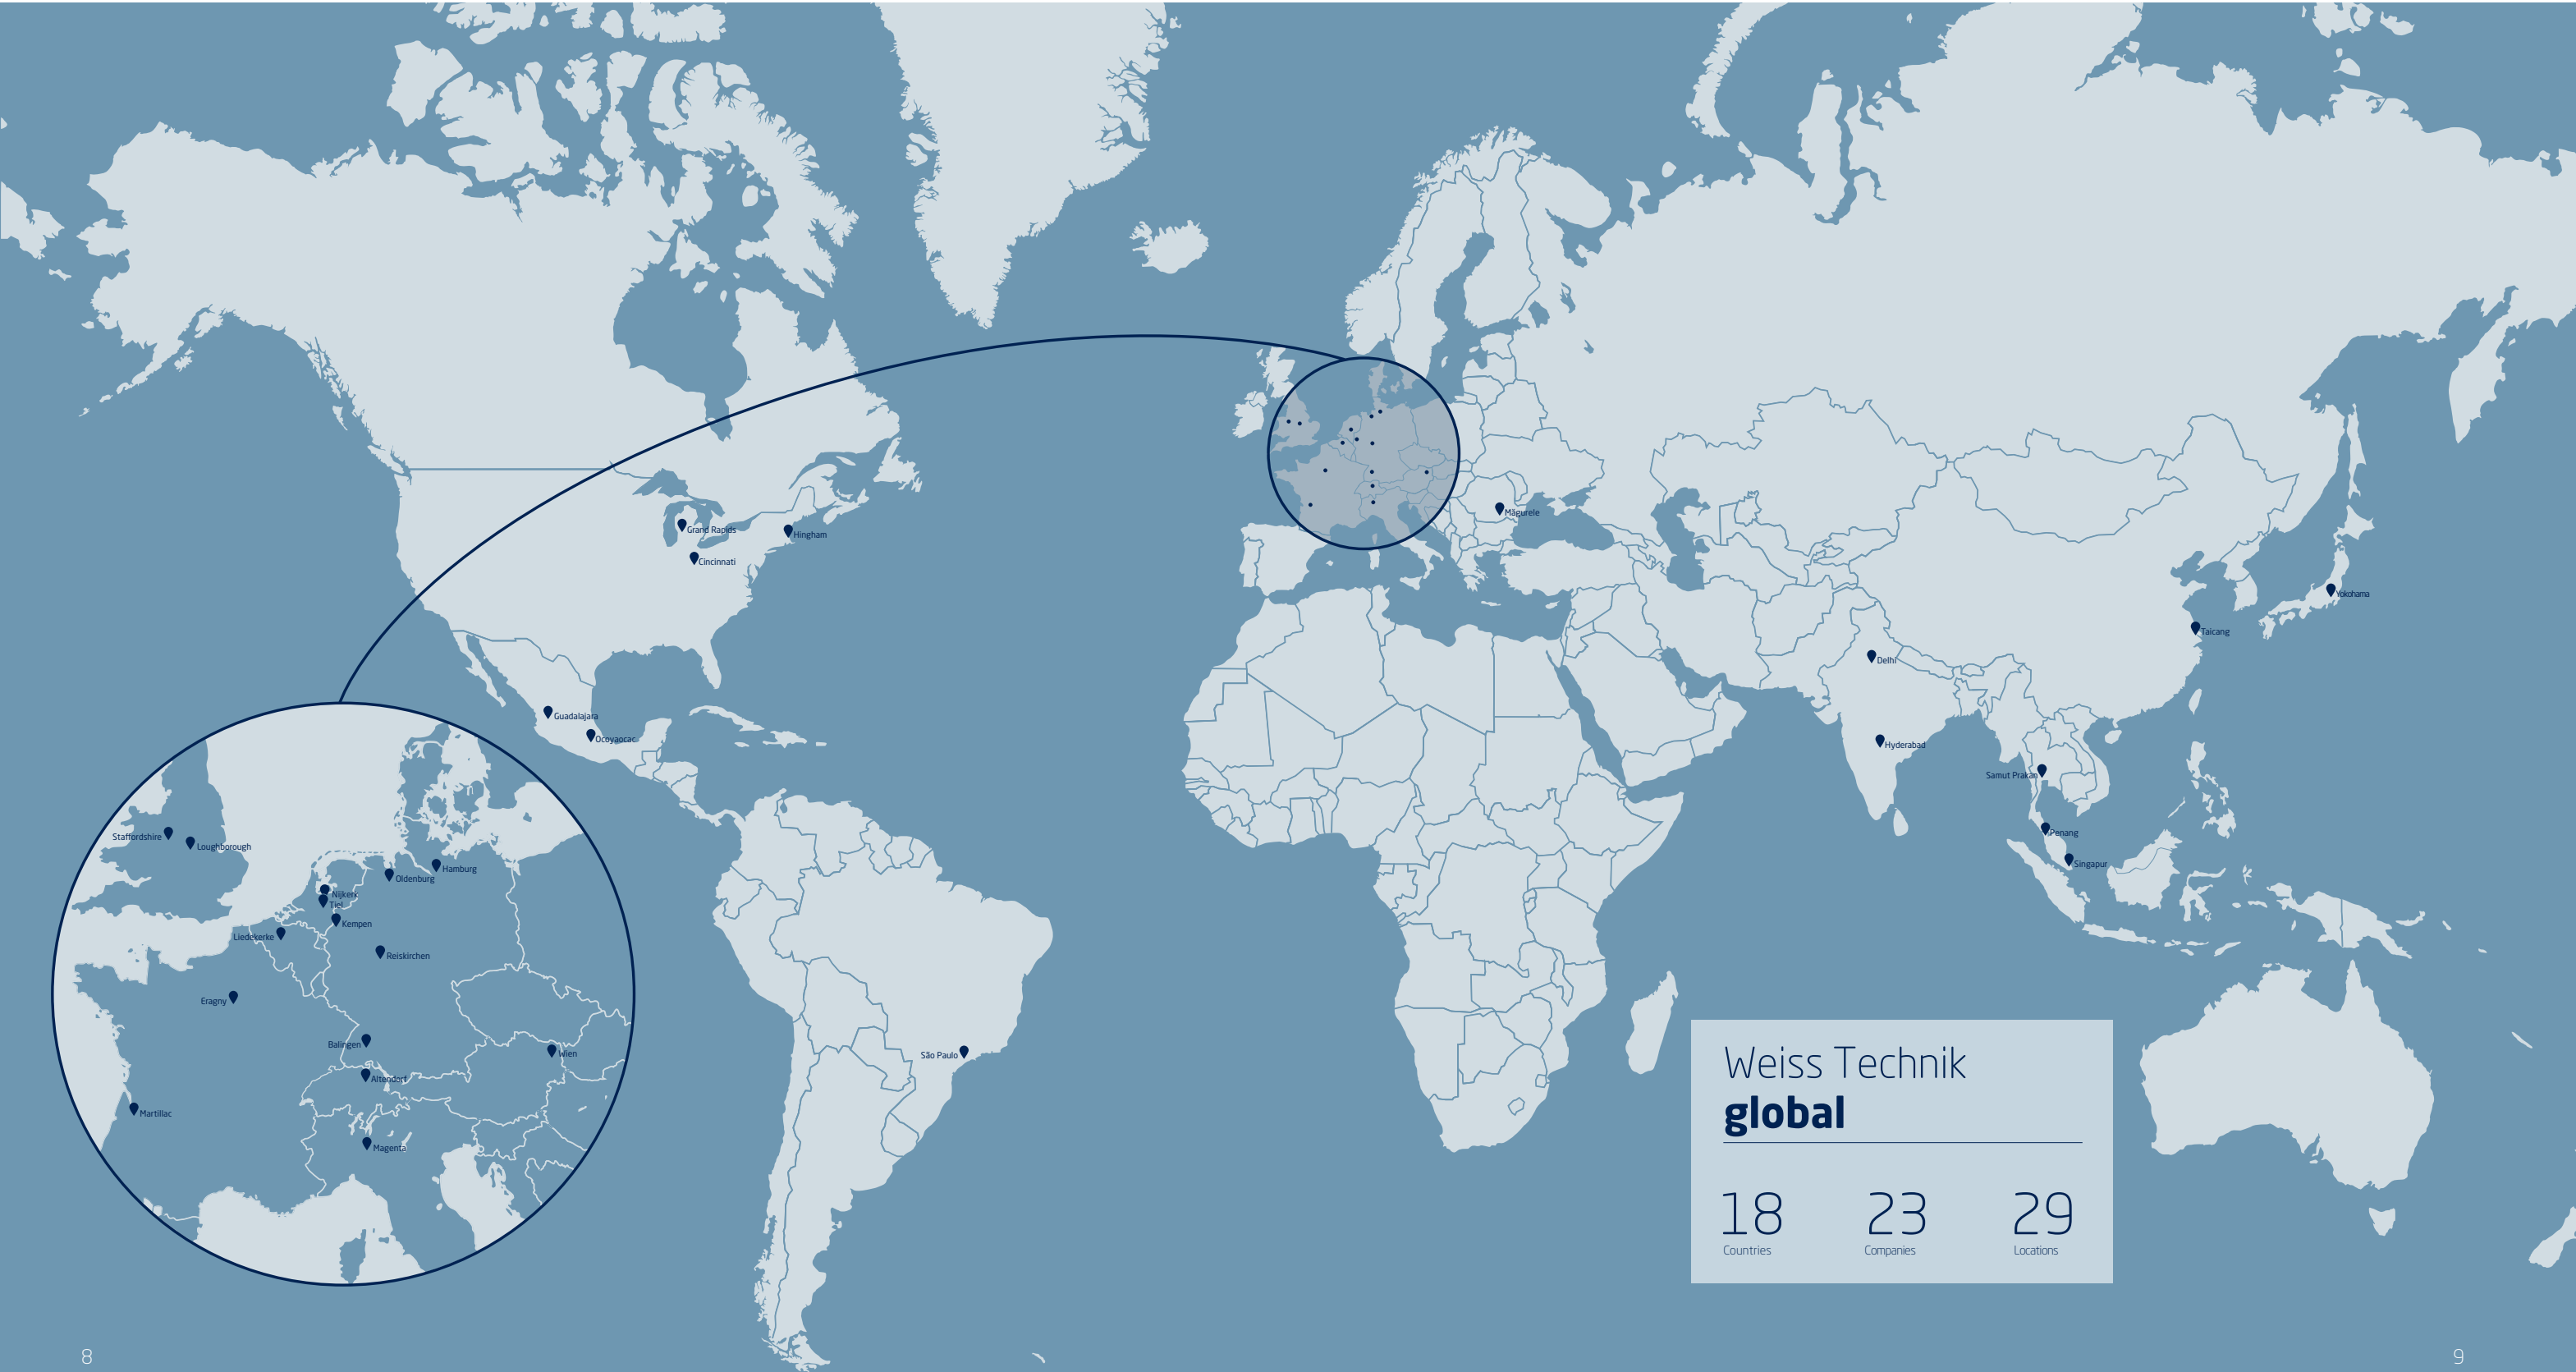 Grand Rapids
Hingham
Cincinnati
Guadalajara
Ocoyaocac
São Paulo
Măgurele
Yokohama
Taicang
Delhi
Hyderabad
Samut Prakan
Penang
Singapur
Staffordshire
Loughborough
Hamburg
Oldenburg
Nijkerk
Tiel
Kempen
Liedekerke
Reiskirchen
Eragny
Balingen
Wien
Altendorf
Martillac
Magenta
Weiss Technik
global
18 23 29
Countries Companies Locations
8 9